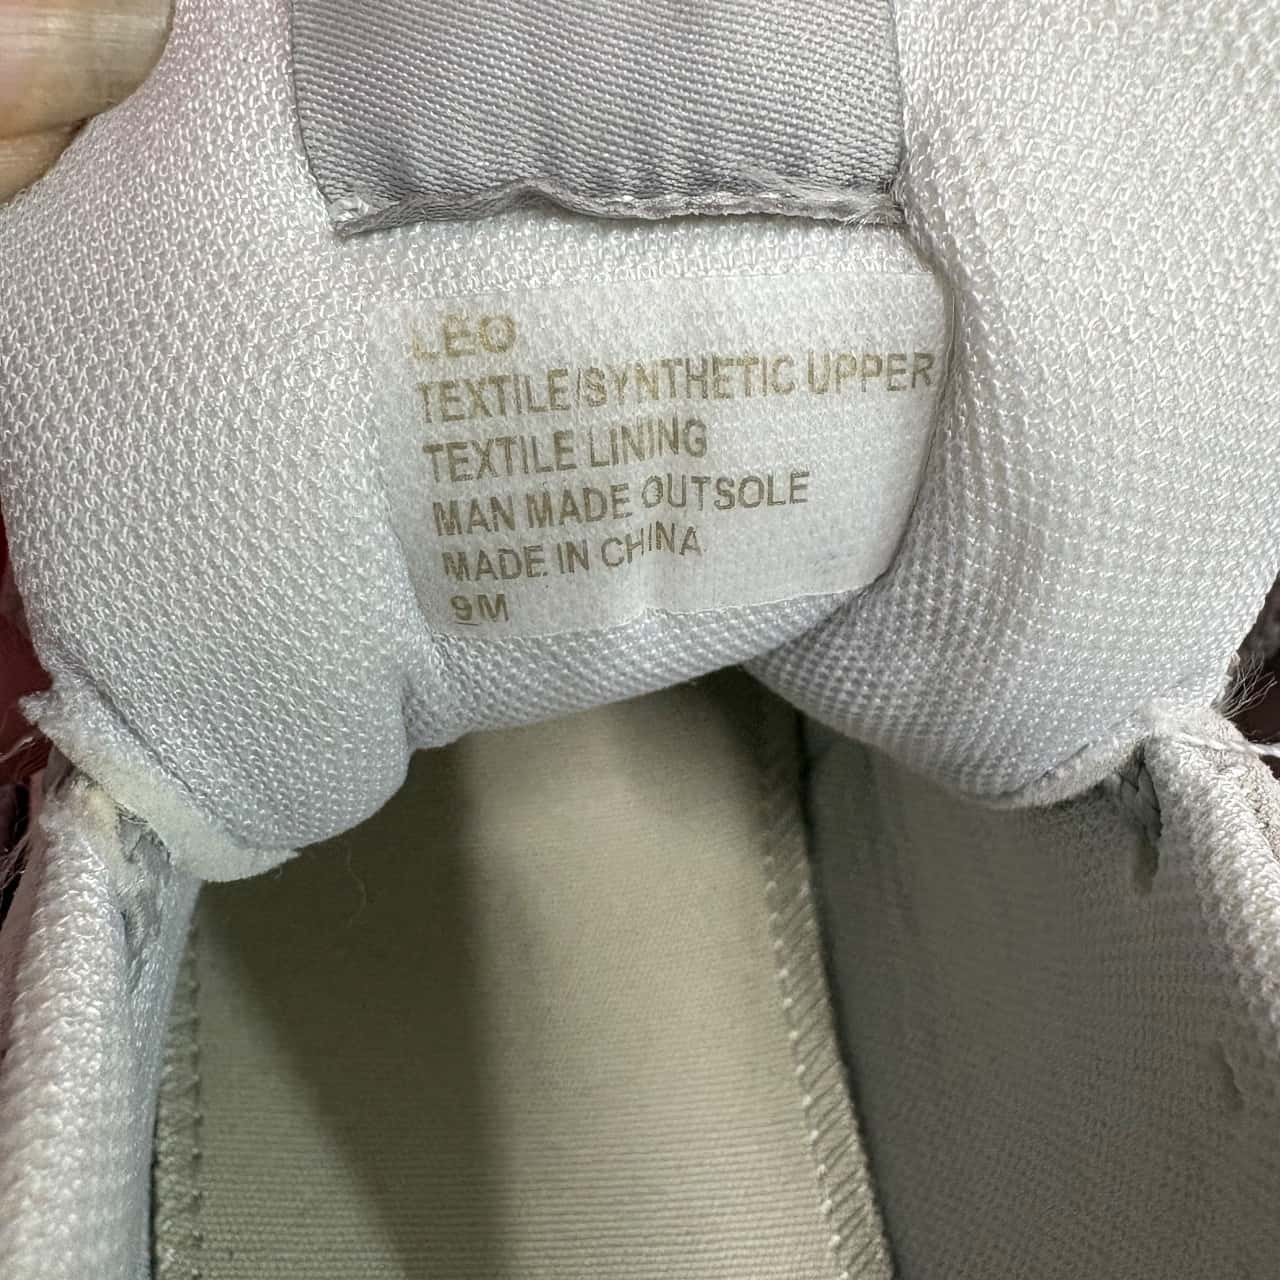 LEO
TEXTILE/SYNTHETIC UPPER
TEXTILE LINING
MAN MADE OUTSOLE
MADE IN CHINA
9M